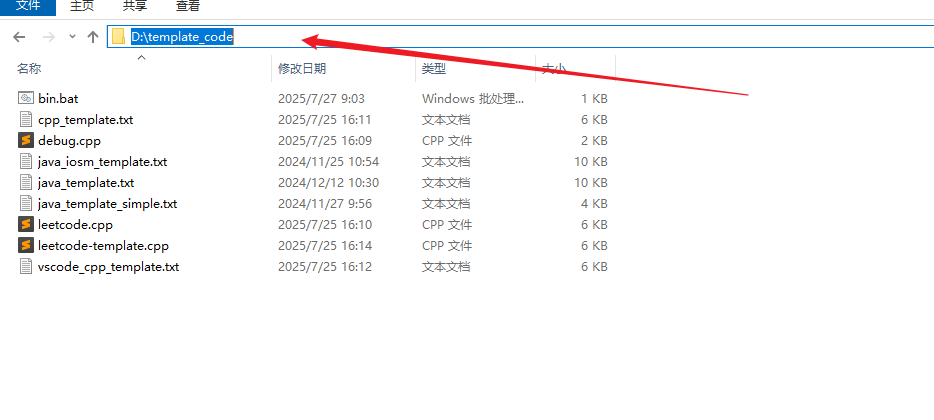 文件 主页 共享 查看
D:\template_code
名称 修改日期 类型 大小
bin.bat 2025/7/27 9:03 Windows 批处理... 1 KB
cpp_template.txt 2025/7/25 16:11 文本文档 6 KB
debug.cpp 2025/7/25 16:09 CPP 文件 2 KB
java_iosm_template.txt 2024/11/25 10:54 文本文档 10 KB
java_template.txt 2024/12/12 10:30 文本文档 10 KB
java_template_simple.txt 2024/11/27 9:56 文本文档 4 KB
leetcode.cpp 2025/7/25 16:10 CPP 文件 6 KB
leetcode-template.cpp 2025/7/25 16:14 CPP 文件 6 KB
vscode_cpp_template.txt 2025/7/25 16:12 文本文档 6 KB